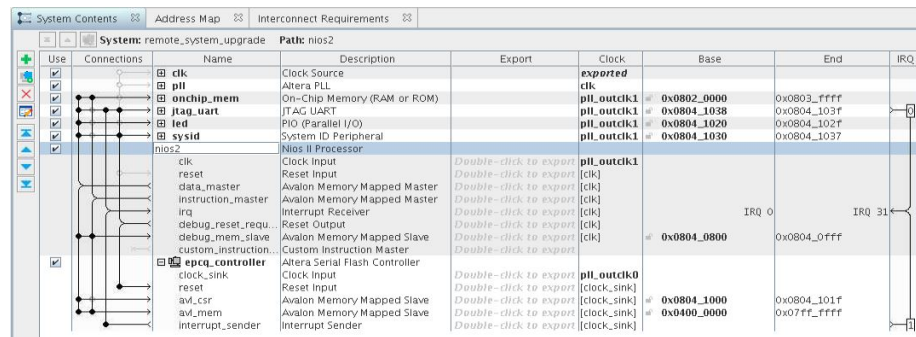 System Contents Address Map Interconnect Requirements
System: remote_system_upgrade Path: nios2
Use Connections Name Description Export Clock Base End IRQ
clk Clock Source exported
pll Altera PLL clk
onchip_mem On-Chip Memory (RAM or ROM) pll_outclk1 0x0802_0000 0x0803_ffff
jtag_uart JTAG UART pll_outclk1 0x0804_1038 0x0804_103f 0
led PIO (Parallel I/O) pll_outclk1 0x0804_1020 0x0804_102f
sysid System ID Peripheral pll_outclk1 0x0804_1030 0x0804_1037
nios2 Nios II Processor
clk Clock Input Double-click to export pll_outclk1
reset Reset Input Double-click to export [clk]
data_master Avalon Memory Mapped Master Double-click to export [clk]
instruction_master Avalon Memory Mapped Master Double-click to export [clk]
irq Interrupt Receiver Double-click to export [clk] IRQ 0 IRQ 31
debug_reset_requ... Reset Output Double-click to export [clk]
debug_mem_slave Avalon Memory Mapped Slave Double-click to export [clk] 0x0804_0800 0x0804_0fff
custom_instruction... Custom Instruction Master Double-click to export
epcq_controller Altera Serial Flash Controller
clock_sink Clock Input Double-click to export pll_outclk0
reset Reset Input Double-click to export [clock_sink]
avl_csr Avalon Memory Mapped Slave Double-click to export [clock_sink] 0x0804_1000 0x0804_101f
avl_mem Avalon Memory Mapped Slave Double-click to export [clock_sink] 0x0400_0000 0x07ff_ffff
interrupt_sender Interrupt Sender Double-click to export [clock_sink] 1